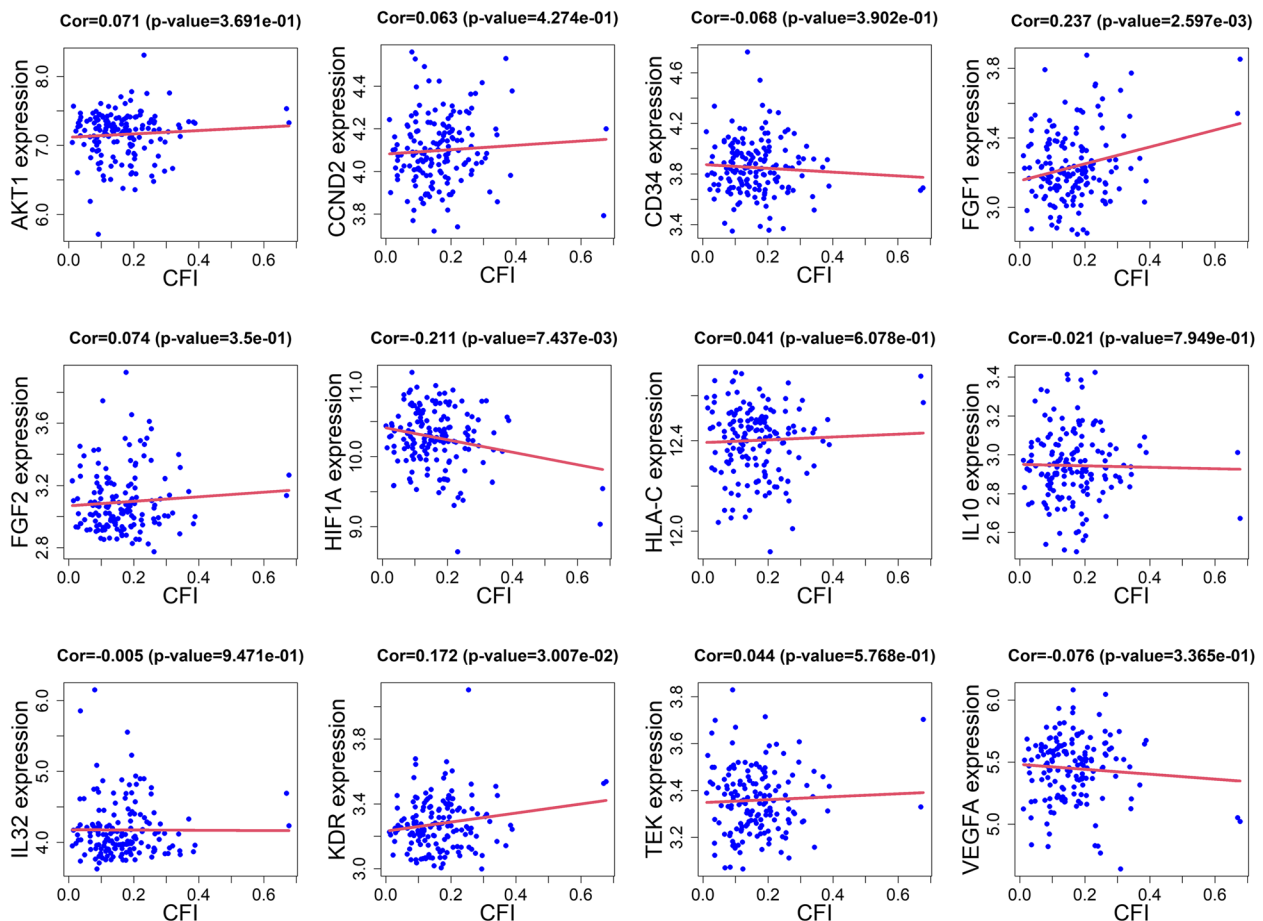 Cor=0.071 (p-value=3.691e-01)
AKT1 expression
8.0
7.0
6.0
0.0 0.2 0.4 0.6
CFI
Cor=0.063 (p-value=4.274e-01)
CCND2 expression
4.4
4.2
4.0
3.8
0.0 0.2 0.4 0.6
CFI
Cor=-0.068 (p-value=3.902e-01)
CD34 expression
4.6
4.2
3.8
3.4
0.0 0.2 0.4 0.6
CFI
Cor=0.237 (p-value=2.597e-03)
FGF1 expression
3.8
3.4
3.0
0.0 0.2 0.4 0.6
CFI
Cor=0.074 (p-value=3.5e-01)
FGF2 expression
3.6
3.2
2.8
0.0 0.2 0.4 0.6
CFI
Cor=-0.211 (p-value=7.437e-03)
HIF1A expression
11.0
10.0
9.0
0.0 0.2 0.4 0.6
CFI
Cor=0.041 (p-value=6.078e-01)
HLA-C expression
12.4
12.0
0.0 0.2 0.4 0.6
CFI
Cor=-0.021 (p-value=7.949e-01)
IL10 expression
3.4
3.2
3.0
2.8
2.6
0.0 0.2 0.4 0.6
CFI
Cor=-0.005 (p-value=9.471e-01)
IL32 expression
6.0
5.0
4.0
0.0 0.2 0.4 0.6
CFI
Cor=0.172 (p-value=3.007e-02)
KDR expression
3.8
3.4
3.0
0.0 0.2 0.4 0.6
CFI
Cor=0.044 (p-value=5.768e-01)
TEK expression
3.8
3.6
3.4
3.2
0.0 0.2 0.4 0.6
CFI
Cor=-0.076 (p-value=3.365e-01)
VEGFA expression
6.0
5.5
5.0
0.0 0.2 0.4 0.6
CFI